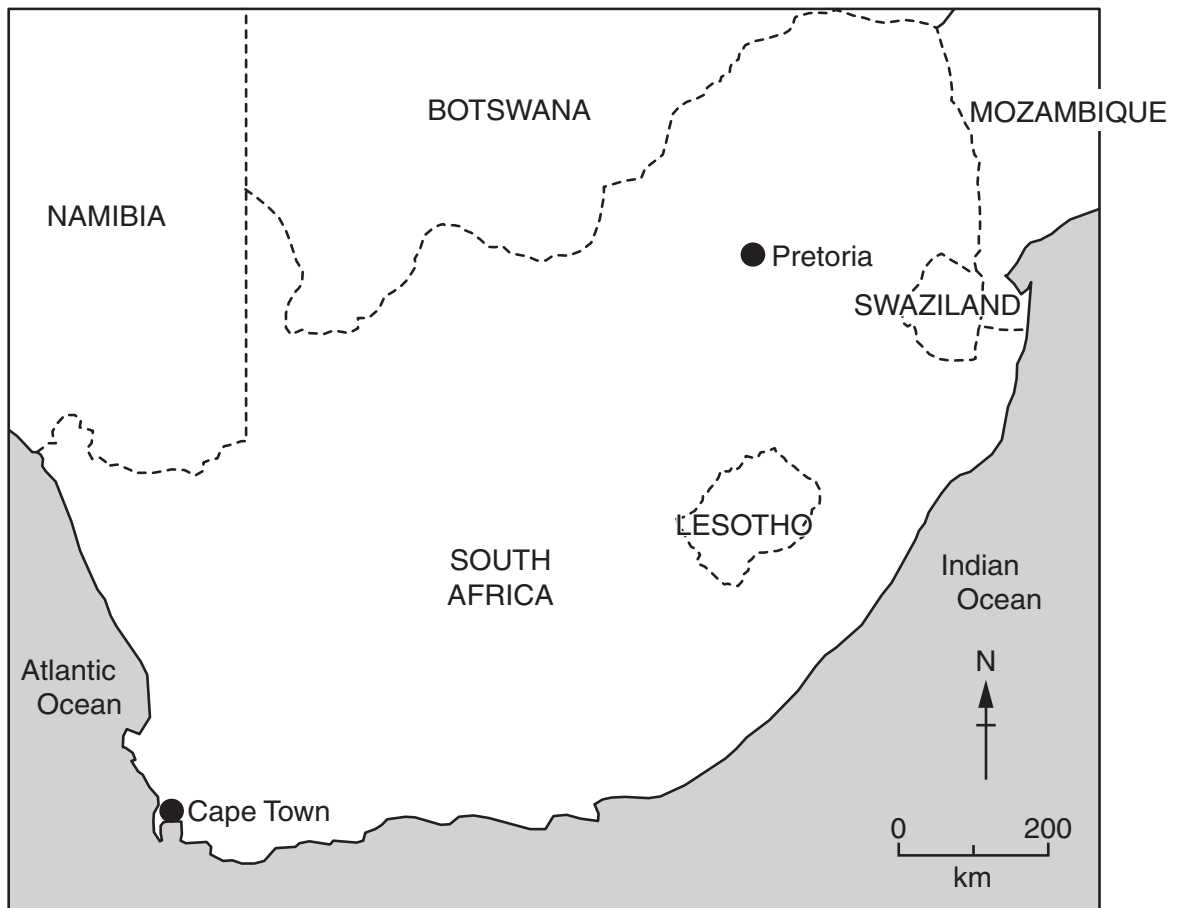 BOTSWANA
MOZAMBIQUE
NAMIBIA
Pretoria
SWAZILAND
LESOTHO
SOUTH
AFRICA
Indian
Ocean
Atlantic
Ocean
N
Cape Town
0 200
km